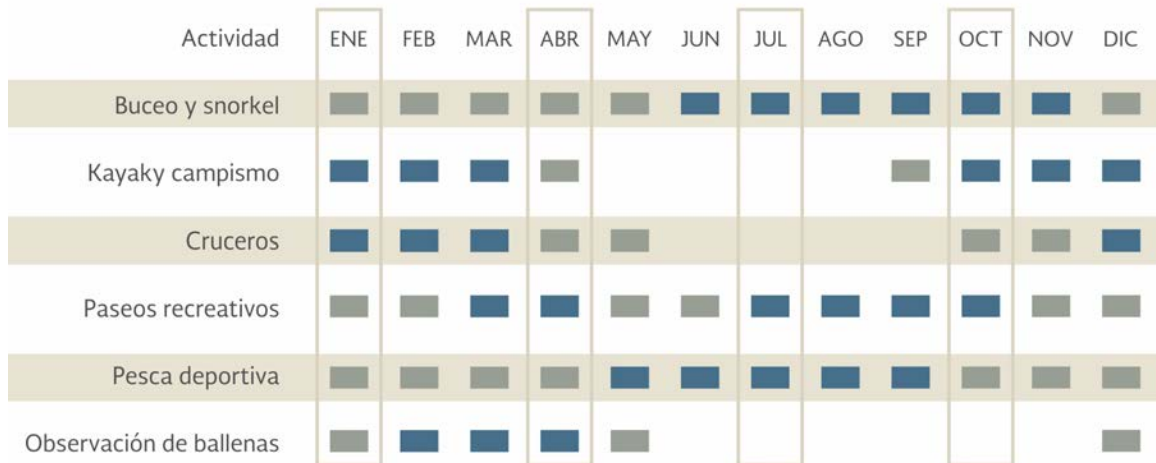 Actividad ENE FEB MAR ABR MAY JUN JUL AGO SEP OCT NOV DIC
Buceo y snorkel
Kayaky campismo
Cruceros
Paseos recreativos
Pesca deportiva
Observación de ballenas